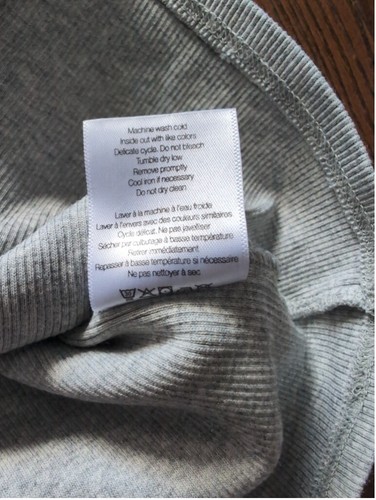 Machine wash cold
Inside out with like colors
Delicate cycle. Do not bleach
Tumble dry low
Remove promptly
Cool iron if necessary
Do not dry clean
Laver à la machine à l'eau froide
Laver à l'envers avec des couleurs similaires
Cycle délicat. Ne pas javelliser
Sécher par culbutage à basse température
Retirer immédiatement
Repasser à basse température si nécessaire
Ne pas nettoyer à sec